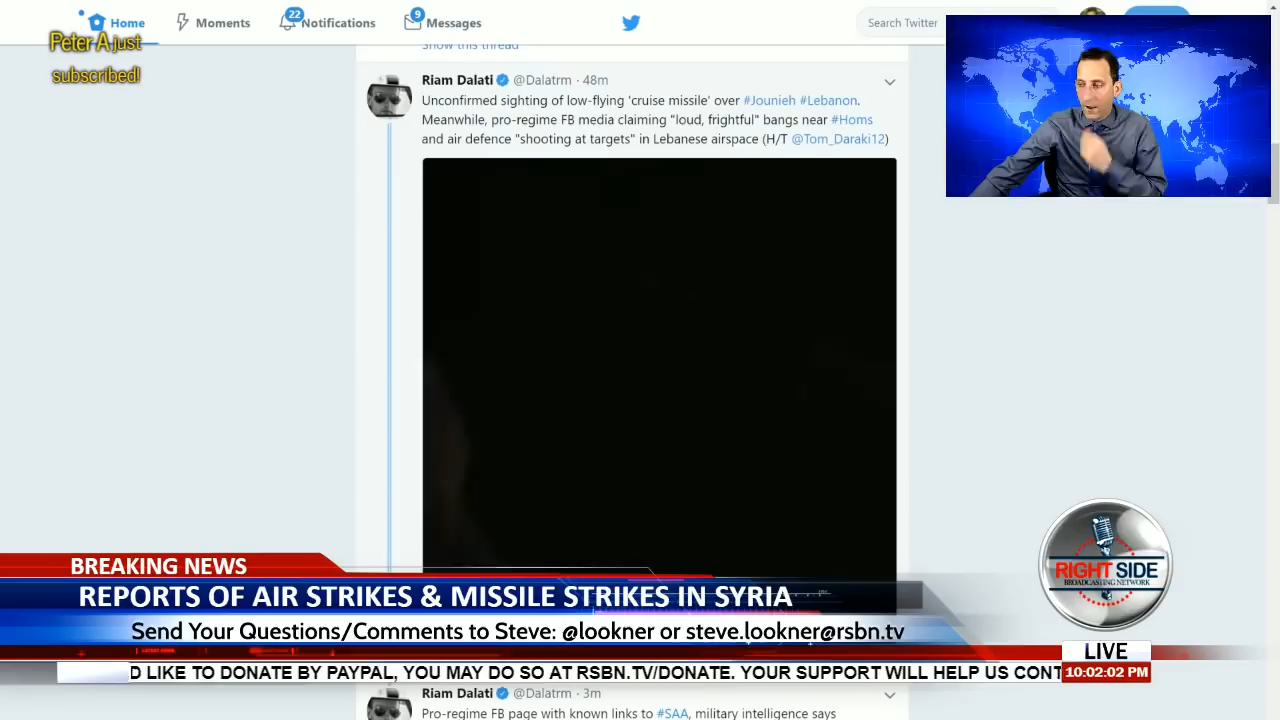 Home
Moments
22
Notifications
9
Messages
Search Twitter
Peter A just
subscribed!
Show this thread
Riam Dalati @Dalatrm · 48m
Unconfirmed sighting of low-flying 'cruise missile' over #Jounieh #Lebanon.
Meanwhile, pro-regime FB media claiming "loud, frightful" bangs near #Homs
and air defence "shooting at targets" in Lebanese airspace (H/T @Tom_Daraki12)
BREAKING NEWS
REPORTS OF AIR STRIKES & MISSILE STRIKES IN SYRIA
Send Your Questions/Comments to Steve: @lookner or steve.lookner@rsbn.tv
LATEST NEWS
RIGHT SIDE
BROADCASTING NETWORK
LIVE
10:02:02 PM
D LIKE TO DONATE BY PAYPAL, YOU MAY DO SO AT RSBN.TV/DONATE. YOUR SUPPORT WILL HELP US CONT
Riam Dalati @Dalatrm · 3m
Pro-regime FB page with known links to #SAA, military intelligence says